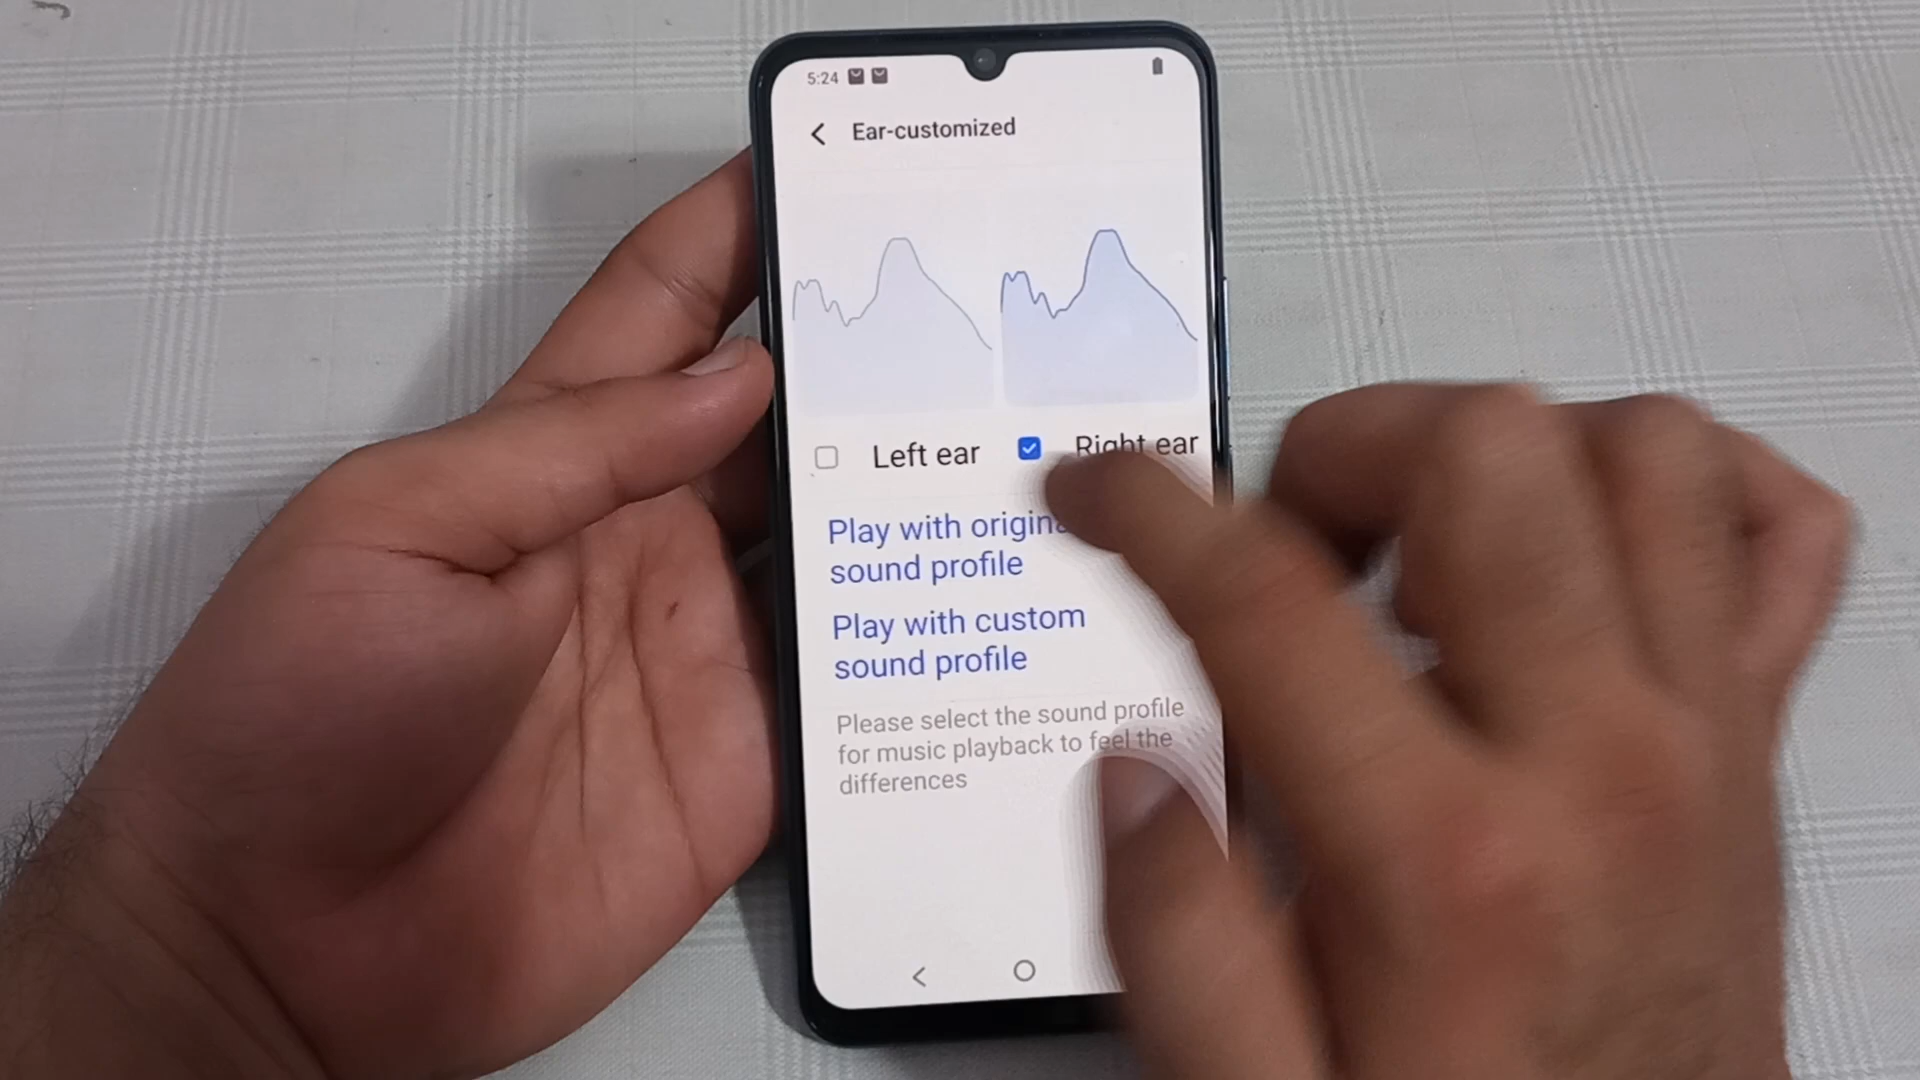 5:24
Ear-customized
Left ear
Right ear
Play with original
sound profile
Play with custom
sound profile
Please select the sound profile
for music playback to feel the
differences